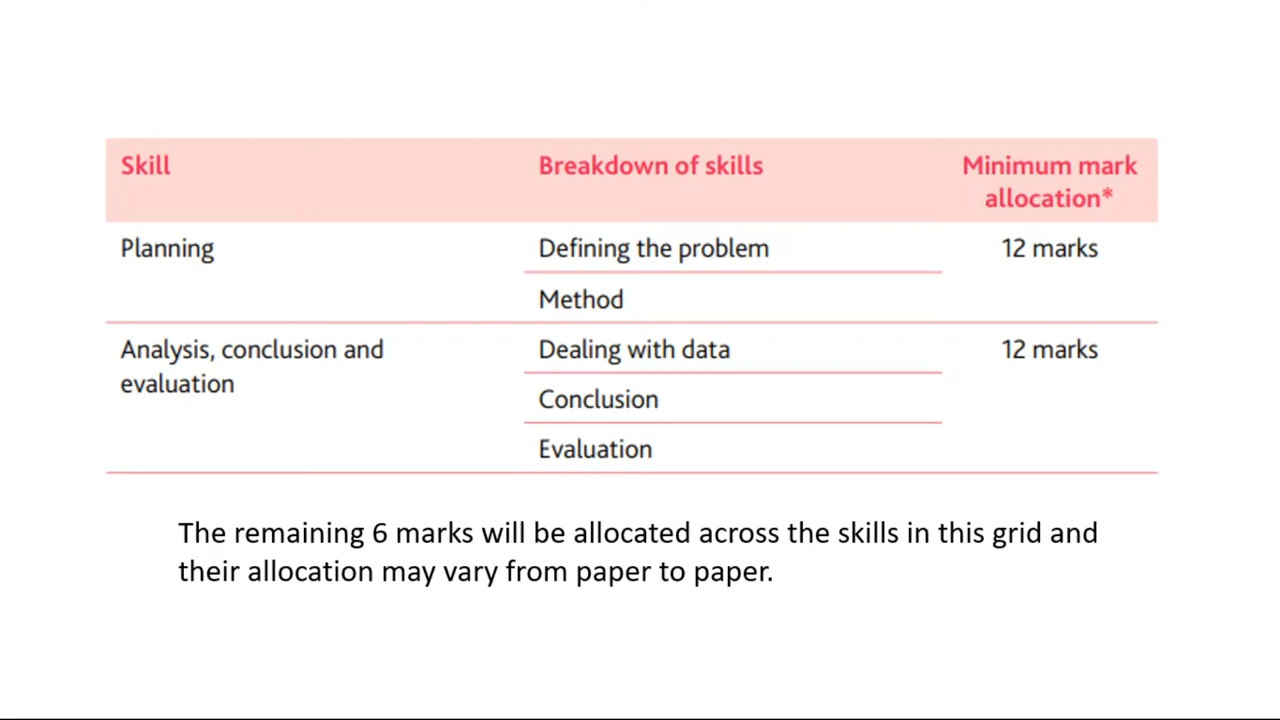 Skill Breakdown of skills Minimum mark
allocation*
Planning Defining the problem 12 marks
Method
Analysis, conclusion and Dealing with data 12 marks
evaluation
Conclusion
Evaluation
The remaining 6 marks will be allocated across the skills in this grid and
their allocation may vary from paper to paper.